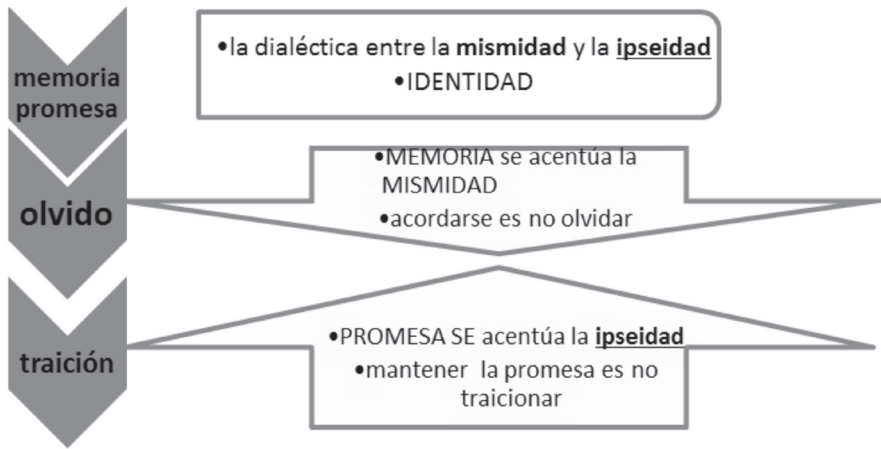 memoria
promesa
•la dialéctica entre la mismidad y la ipseidad
•IDENTIDAD
olvido
•MEMORIA se acentúa la
MISMIDAD
•acordarse es no olvidar
traición
•PROMESA SE acentúa la ipseidad
•mantener la promesa es no
traicionar